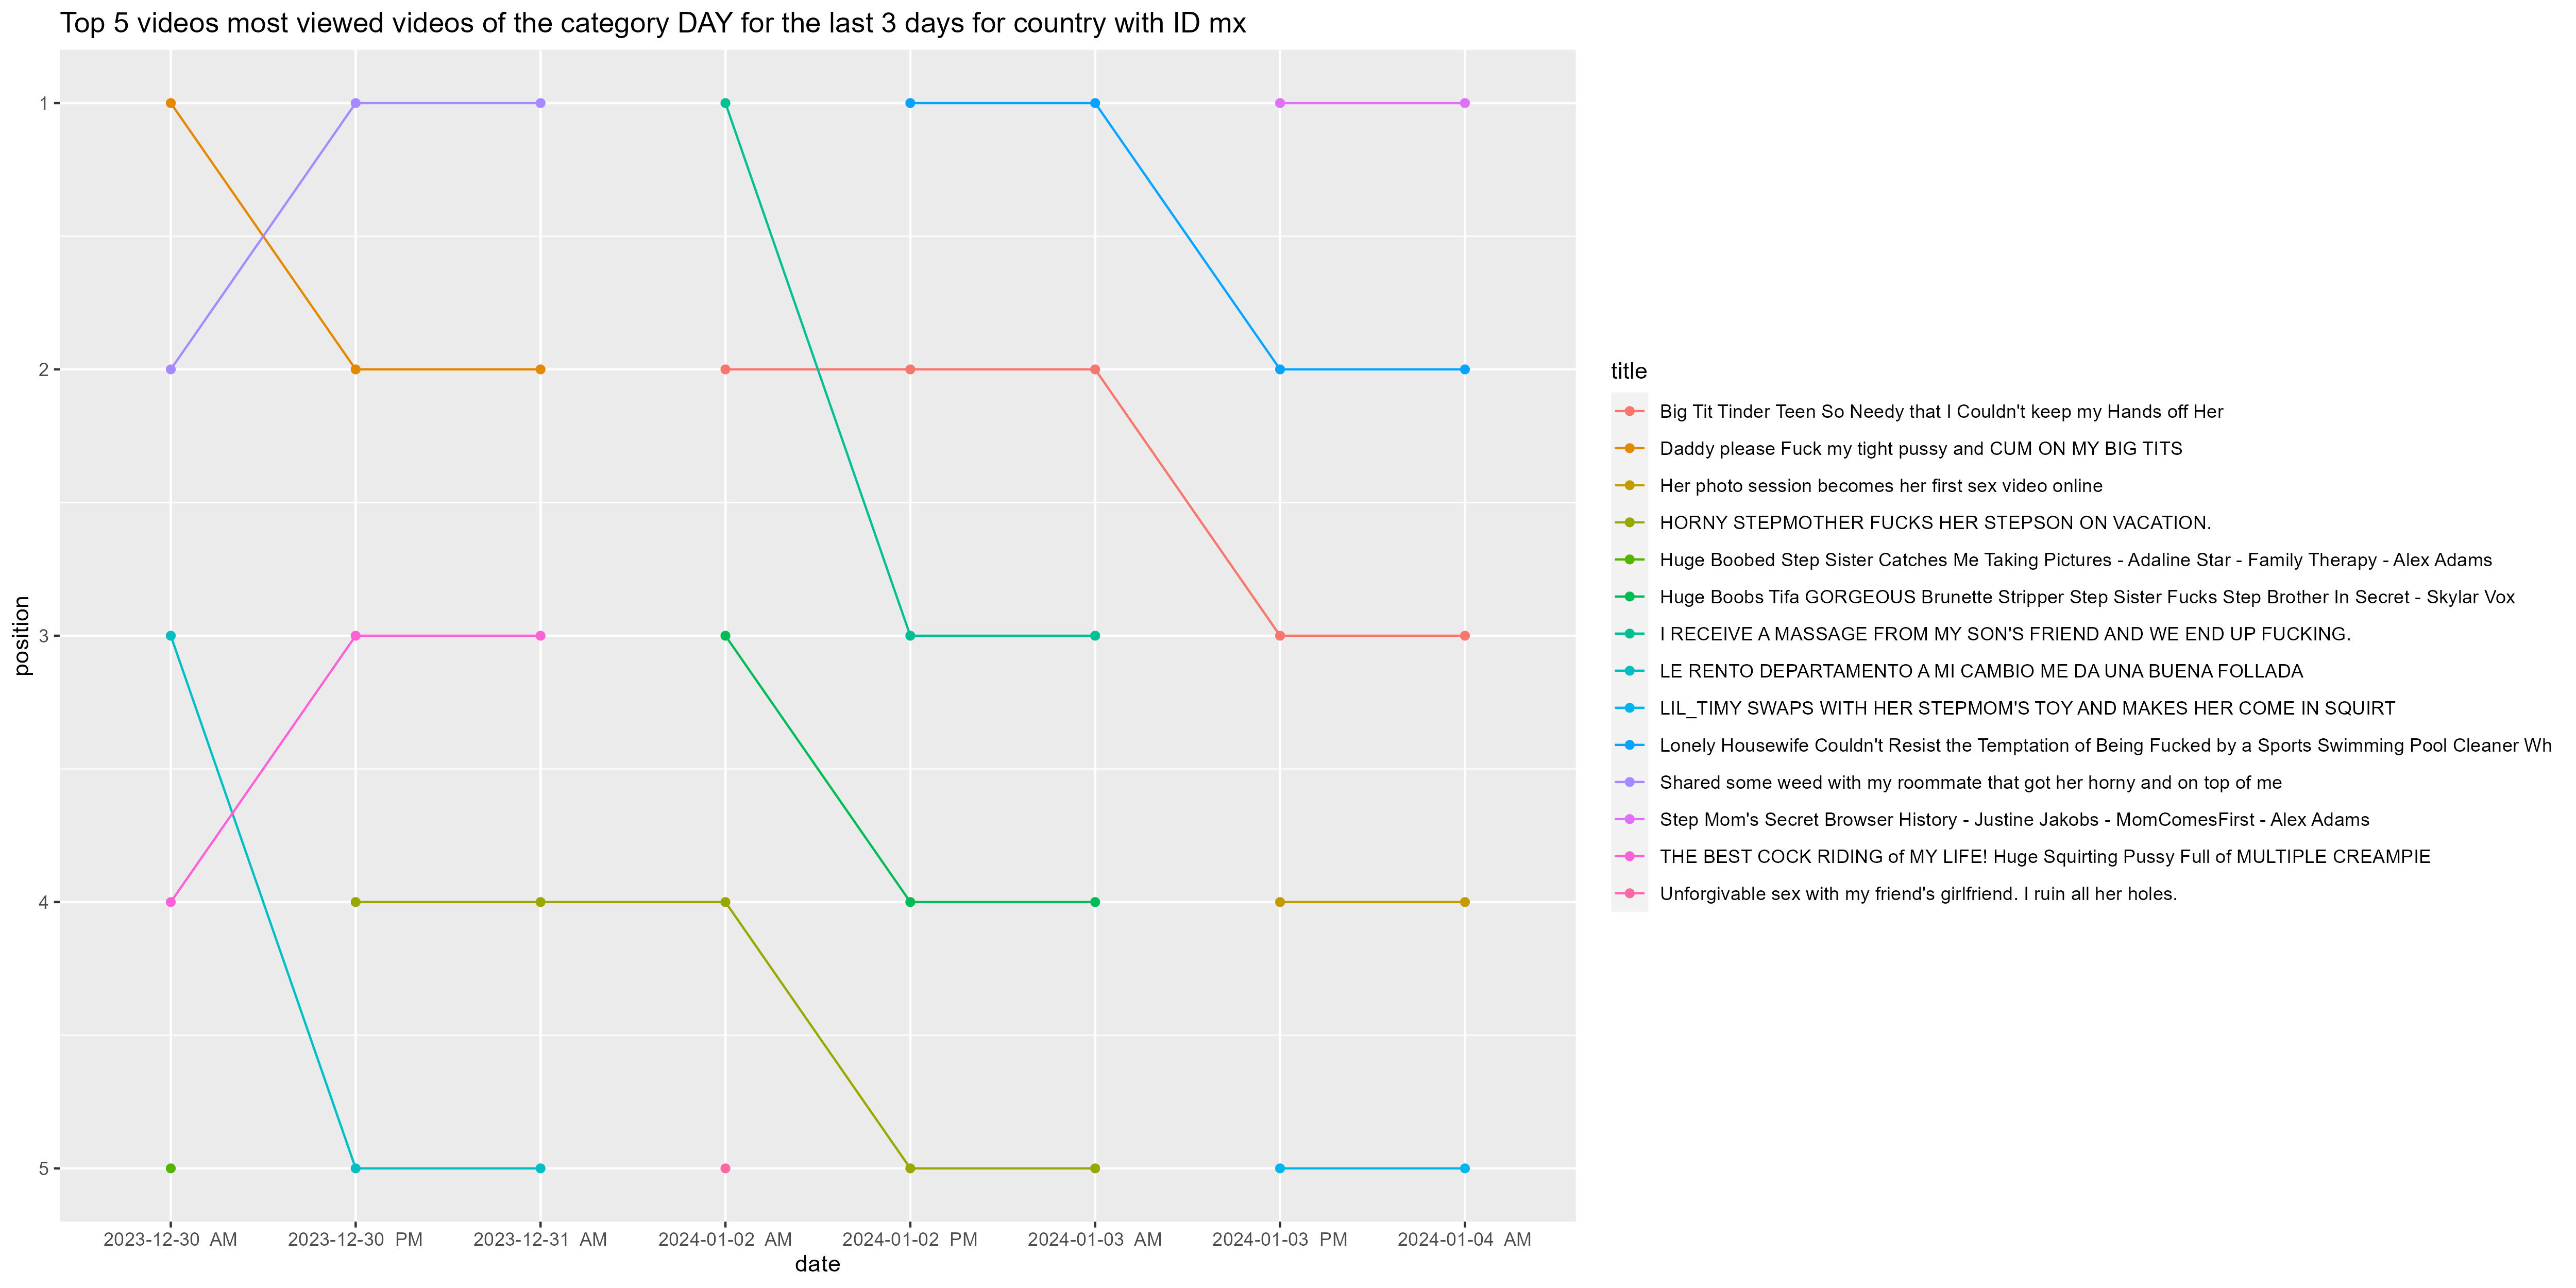 Top 5 videos most viewed videos of the category DAY for the last 3 days for country with ID mx
position
1
2
3
4
5
2023-12-30 AM
2023-12-30 PM
2023-12-31 AM
2024-01-02 AM
2024-01-02 PM
2024-01-03 AM
2024-01-03 PM
2024-01-04 AM
date
title
Big Tit Tinder Teen So Needy that I Couldn't keep my Hands off Her
Daddy please Fuck my tight pussy and CUM ON MY BIG TITS
Her photo session becomes her first sex video online
HORNY STEPMOTHER FUCKS HER STEPSON ON VACATION.
Huge Boobed Step Sister Catches Me Taking Pictures - Adaline Star - Family Therapy - Alex Adams
Huge Boobs Tifa GORGEOUS Brunette Stripper Step Sister Fucks Step Brother In Secret - Skylar Vox
I RECEIVE A MASSAGE FROM MY SON'S FRIEND AND WE END UP FUCKING.
LE RENTO DEPARTAMENTO A MI CAMBIO ME DA UNA BUENA FOLLADA
LIL_TIMY SWAPS WITH HER STEPMOM'S TOY AND MAKES HER COME IN SQUIRT
Lonely Housewife Couldn't Resist the Temptation of Being Fucked by a Sports Swimming Pool Cleaner Wh
Shared some weed with my roommate that got her horny and on top of me
Step Mom's Secret Browser History - Justine Jakobs - MomComesFirst - Alex Adams
THE BEST COCK RIDING of MY LIFE! Huge Squirting Pussy Full of MULTIPLE CREAMPIE
Unforgivable sex with my friend's girlfriend. I ruin all her holes.